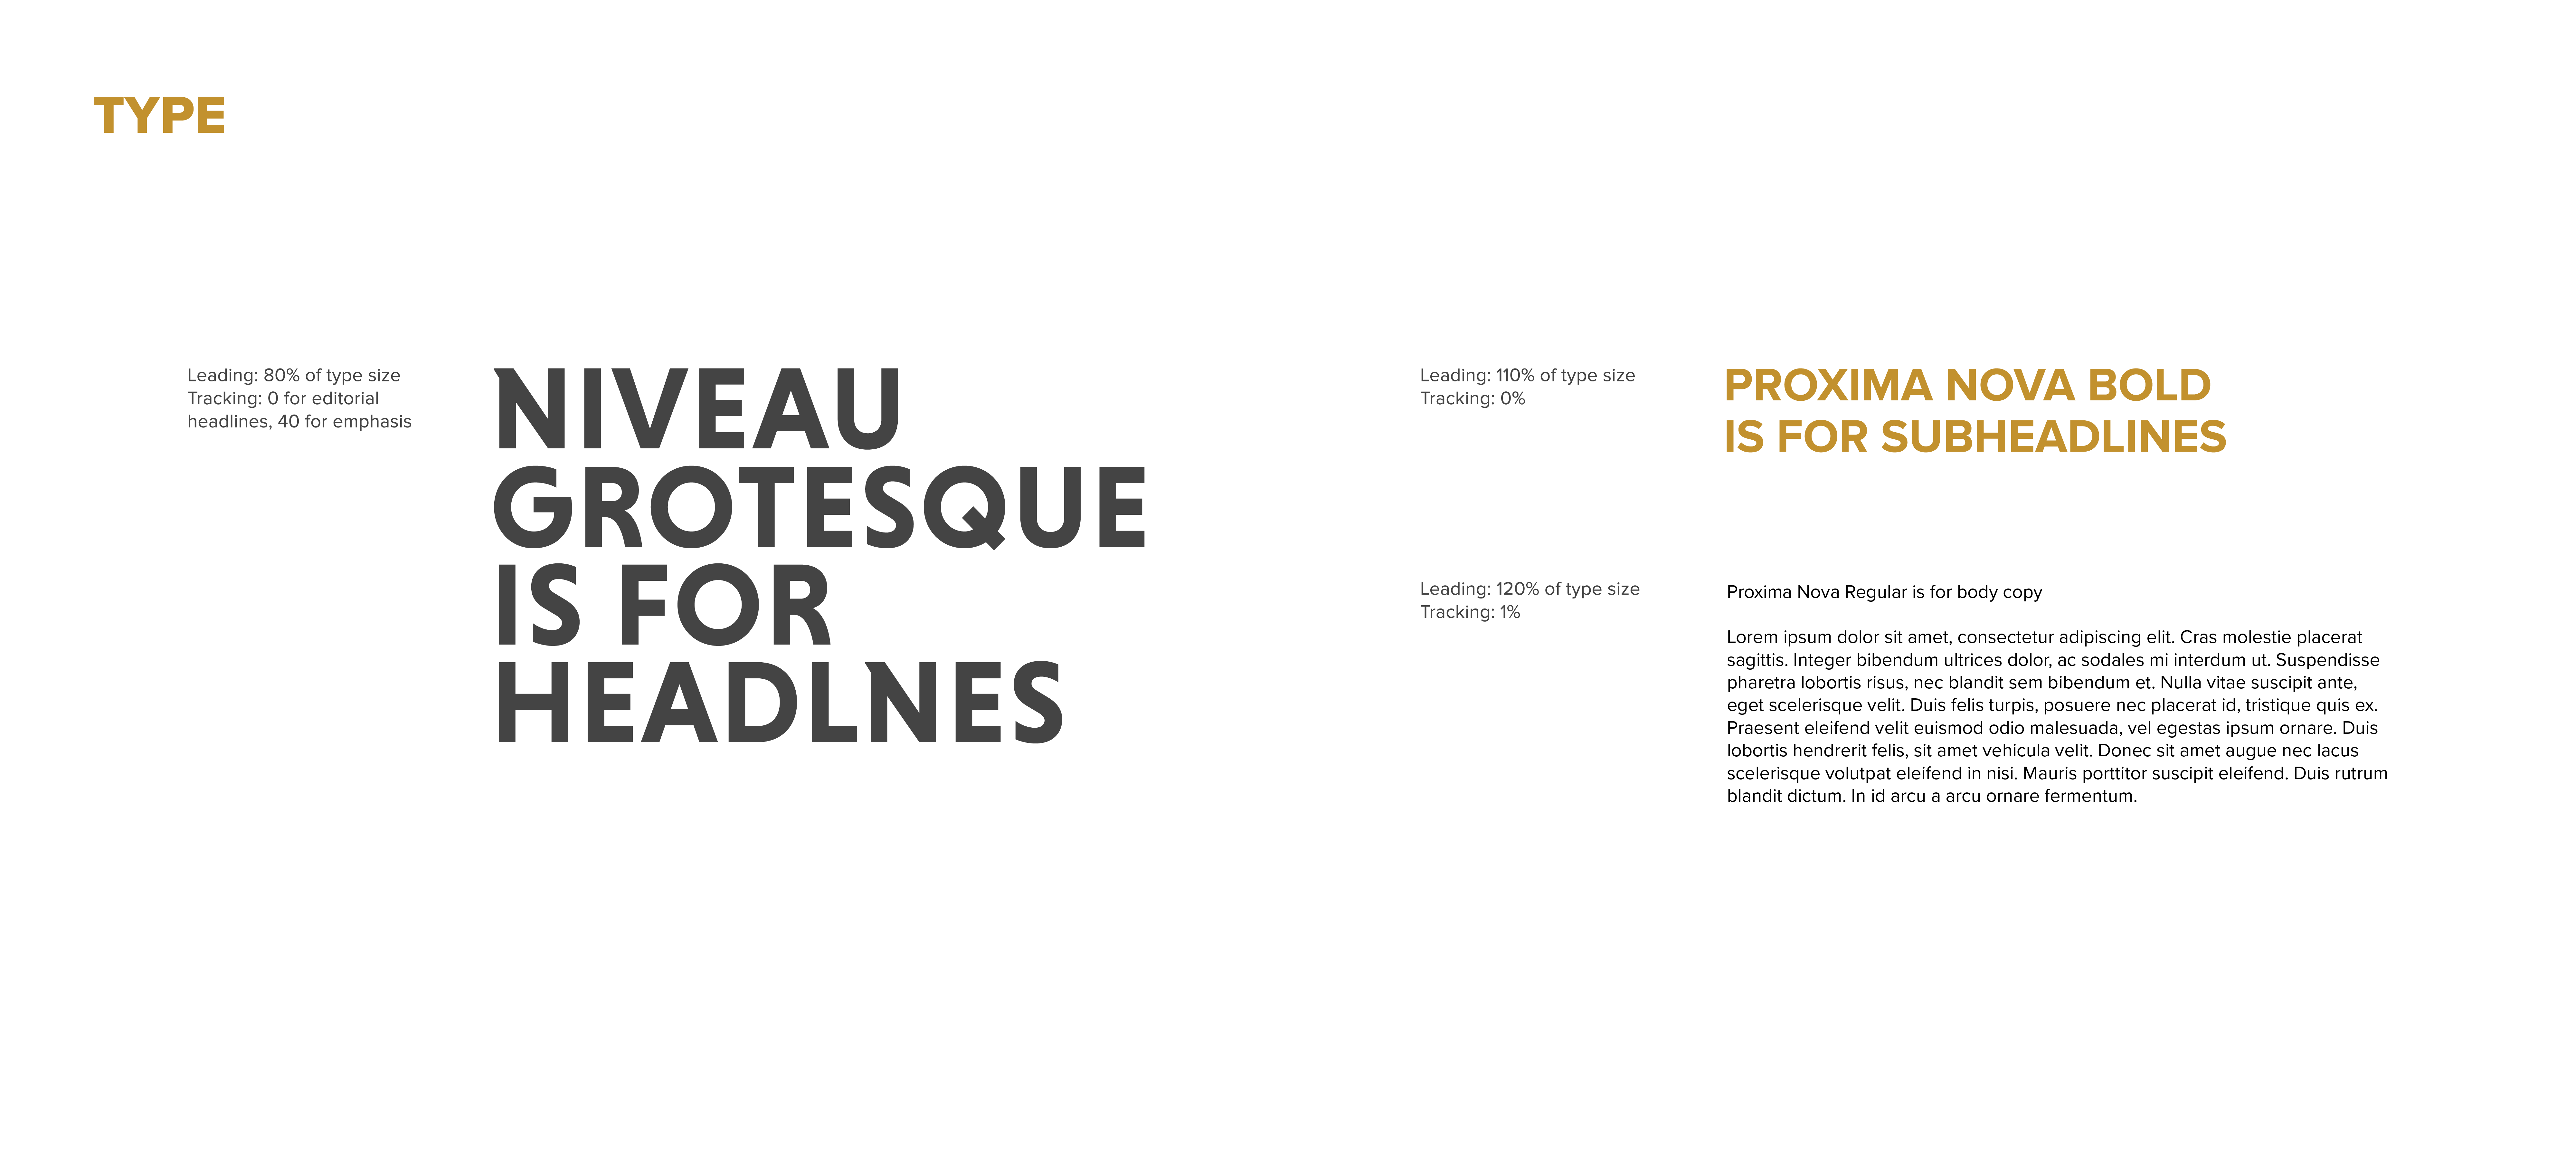 TYPE
Leading: 80% of type size
Tracking: 0 for editorial
headlines, 40 for emphasis
NIVEAU
GROTESQUE
IS FOR
HEADLNES
Leading: 110% of type size
Tracking: 0%
PROXIMA NOVA BOLD
IS FOR SUBHEADLINES
Leading: 120% of type size
Tracking: 1%
Proxima Nova Regular is for body copy
Lorem ipsum dolor sit amet, consectetur adipiscing elit. Cras molestie placerat
sagittis. Integer bibendum ultrices dolor, ac sodales mi interdum ut. Suspendisse
pharetra lobortis risus, nec blandit sem bibendum et. Nulla vitae suscipit ante,
eget scelerisque velit. Duis felis turpis, posuere nec placerat id, tristique quis ex.
Praesent eleifend velit euismod odio malesuada, vel egestas ipsum ornare. Duis
lobortis hendrerit felis, sit amet vehicula velit. Donec sit amet augue nec lacus
scelerisque volutpat eleifend in nisi. Mauris porttitor suscipit eleifend. Duis rutrum
blandit dictum. In id arcu a arcu ornare fermentum.